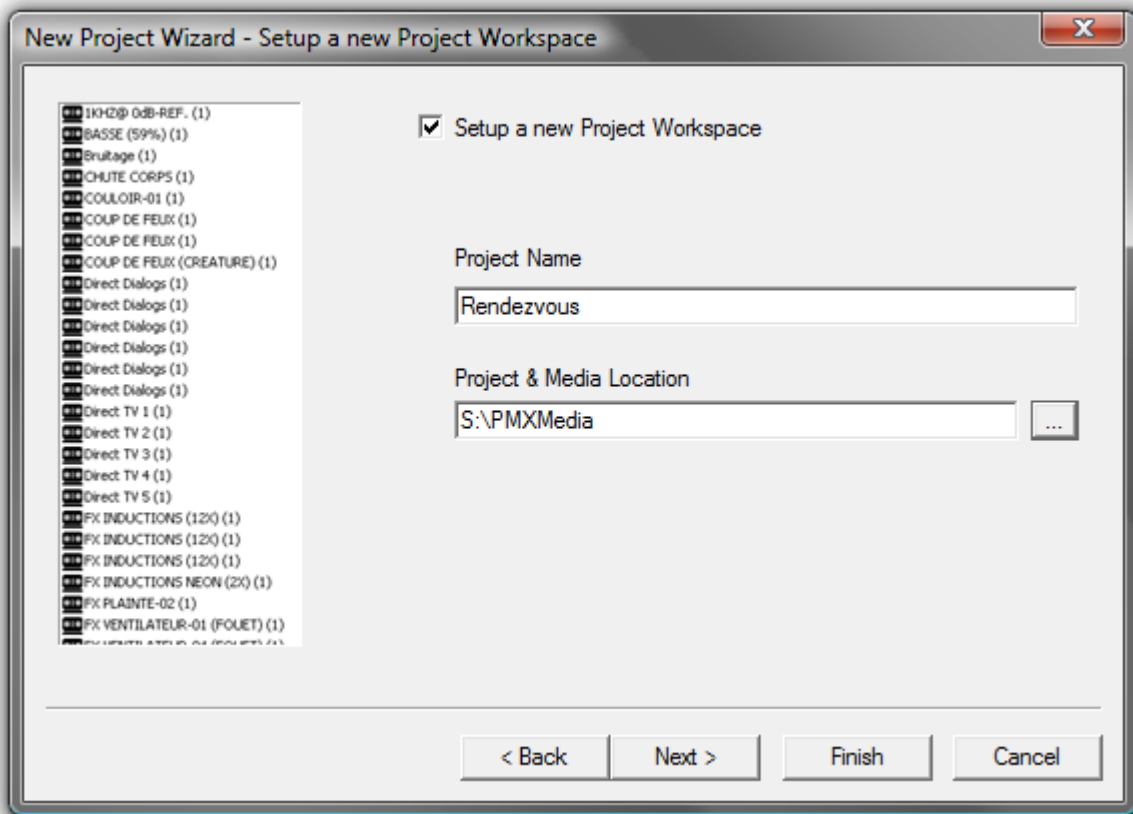 New Project Wizard - Setup a new Project Workspace
1KHZ@ 0dB-REF. (1)
BASSE (59%) (1)
Bruitage (1)
CHUTE CORPS (1)
COULOIR-01 (1)
COUP DE FEUX (1)
COUP DE FEUX (1)
COUP DE FEUX (CREATURE) (1)
Direct Dialogs (1)
Direct Dialogs (1)
Direct Dialogs (1)
Direct Dialogs (1)
Direct Dialogs (1)
Direct Dialogs (1)
Direct TV 1 (1)
Direct TV 2 (1)
Direct TV 3 (1)
Direct TV 4 (1)
Direct TV 5 (1)
FX INDUCTIONS (12X) (1)
FX INDUCTIONS (12X) (1)
FX INDUCTIONS (12X) (1)
FX INDUCTIONS NEON (2X) (1)
FX PLAINTE-02 (1)
FX VENTILATEUR-01 (FOUET) (1)
FX VENTILATEUR-01 (FOUET) (1)
Setup a new Project Workspace
Project Name
Rendezvous
Project & Media Location
S:\PMXMedia
...
< Back
Next >
Finish
Cancel